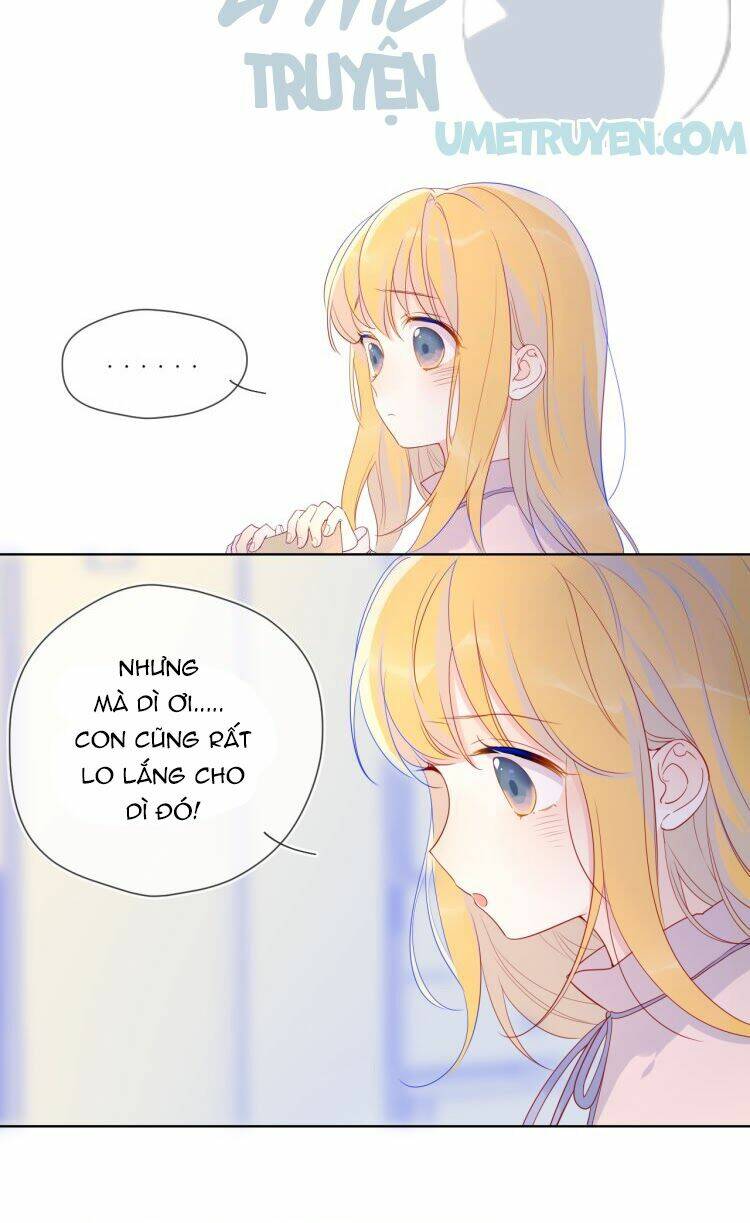 TRUYỆN
UMETRUYEN.COM
......
NHƯNG
MÀ DÌ ƠI.....
CON CŨNG RẤT
LO LẮNG CHO
DÌ ĐÓ!